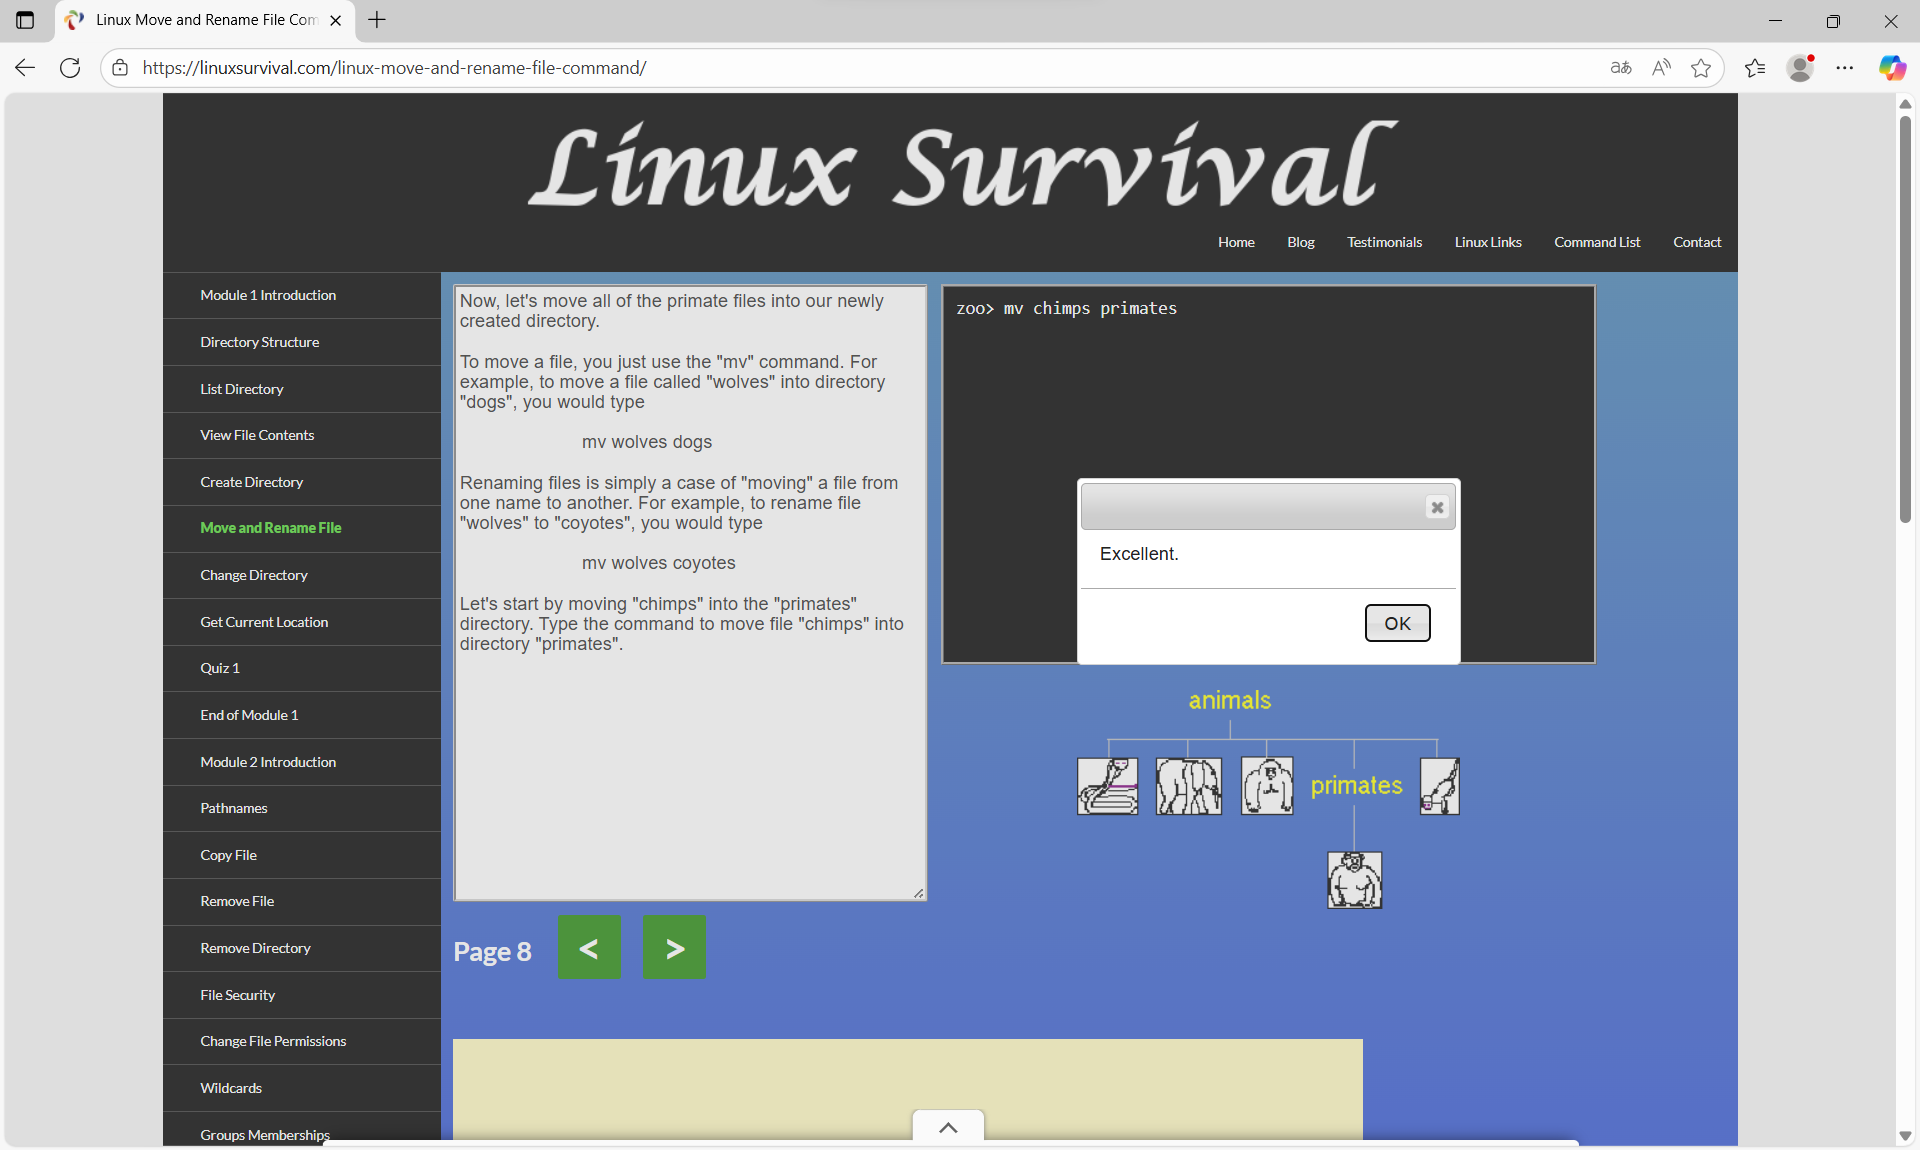 Linux Move and Rename File Com
https://linuxsurvival.com/linux-move-and-rename-file-command/
Linux Survival
Home
Blog
Testimonials
Linux Links
Command List
Contact
Module 1 Introduction
Directory Structure
List Directory
View File Contents
Create Directory
Move and Rename File
Change Directory
Get Current Location
Quiz 1
End of Module 1
Module 2 Introduction
Pathnames
Copy File
Remove File
Remove Directory
File Security
Change File Permissions
Wildcards
Groups Memberships
Now, let's move all of the primate files into our newly
created directory.
To move a file, you just use the "mv" command. For
example, to move a file called "wolves" into directory
"dogs", you would type
mv wolves dogs
Renaming files is simply a case of "moving" a file from
one name to another. For example, to rename file
"wolves" to "coyotes", you would type
mv wolves coyotes
Let's start by moving "chimps" into the "primates"
directory. Type the command to move file "chimps" into
directory "primates".
Page 8
<
>
zoo> mv chimps primates
Excellent.
OK
animals
primates